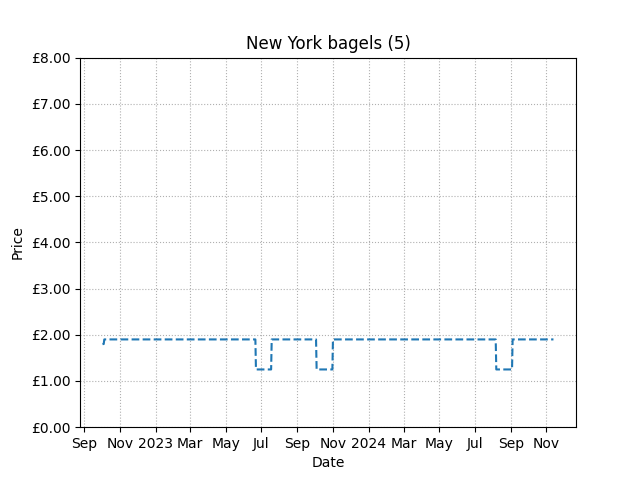 New York bagels (5)
£8.00
£7.00
£6.00
£5.00
£4.00
£3.00
£2.00
£1.00
£0.00
Price
Sep Nov 2023 Mar May Jul Sep Nov 2024 Mar May Jul Sep Nov
Date